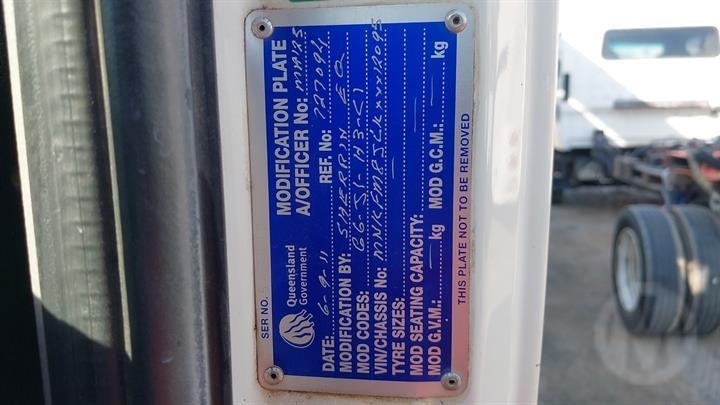 SER NO.
Queensland Government
MODIFICATION PLATE
A/OFFICER No: M
DATE: 6-9-11 REF. No: 727094
MODIFICATION BY: SHERRIN EQ
MOD CODES: G6-S1-H3-C1
VIN/CHASSIS No:
TYRE SIZES: —
MOD SEATING CAPACITY: —
MOD G.V.M.: — kg MOD G.C.M.: — kg
THIS PLATE NOT TO BE REMOVED